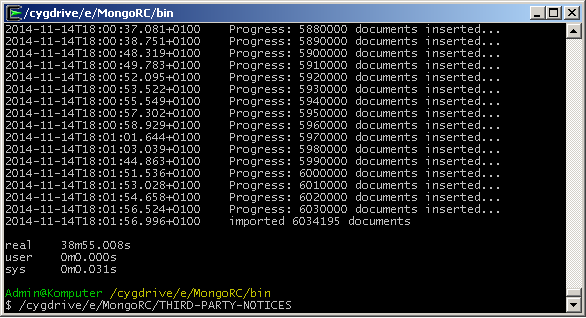 /cygdrive/e/MongoRC/bin
2014-11-14T18:00:37.081+0100 Progress: 5880000 documents inserted...
2014-11-14T18:00:38.751+0100 Progress: 5890000 documents inserted...
2014-11-14T18:00:48.319+0100 Progress: 5900000 documents inserted...
2014-11-14T18:00:49.783+0100 Progress: 5910000 documents inserted...
2014-11-14T18:00:52.095+0100 Progress: 5920000 documents inserted...
2014-11-14T18:00:53.522+0100 Progress: 5930000 documents inserted...
2014-11-14T18:00:55.549+0100 Progress: 5940000 documents inserted...
2014-11-14T18:00:57.302+0100 Progress: 5950000 documents inserted...
2014-11-14T18:00:58.929+0100 Progress: 5960000 documents inserted...
2014-11-14T18:01:01.644+0100 Progress: 5970000 documents inserted...
2014-11-14T18:01:03.039+0100 Progress: 5980000 documents inserted...
2014-11-14T18:01:44.863+0100 Progress: 5990000 documents inserted...
2014-11-14T18:01:51.536+0100 Progress: 6000000 documents inserted...
2014-11-14T18:01:53.028+0100 Progress: 6010000 documents inserted...
2014-11-14T18:01:54.658+0100 Progress: 6020000 documents inserted...
2014-11-14T18:01:56.524+0100 Progress: 6030000 documents inserted...
2014-11-14T18:01:56.996+0100 imported 6034195 documents
real 38m55.008s
user 0m0.000s
sys 0m0.031s
Admin@Komputer /cygdrive/e/MongoRC/bin
$ /cygdrive/e/MongoRC/THIRD-PARTY-NOTICES